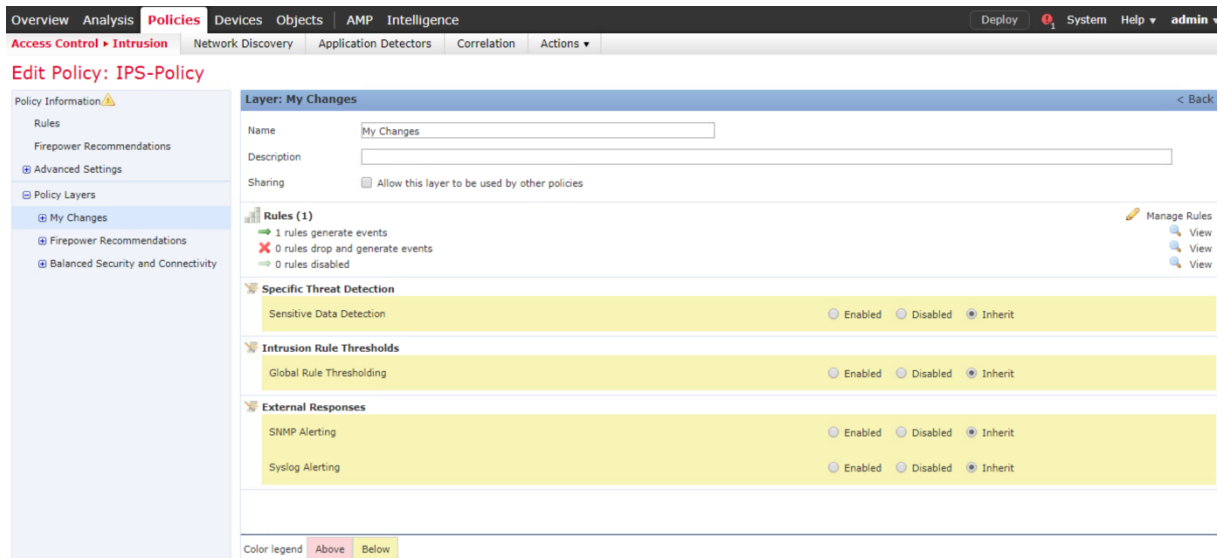 Overview Analysis Policies Devices Objects AMP Intelligence Deploy 1 System Help ▾ admin ▾
Access Control ▸ Intrusion Network Discovery Application Detectors Correlation Actions ▾
Edit Policy: IPS-Policy
Policy Information
Rules
Firepower Recommendations
Advanced Settings
Policy Layers
My Changes
Firepower Recommendations
Balanced Security and Connectivity
Layer: My Changes < Back
Name My Changes
Description
Sharing Allow this layer to be used by other policies
Rules (1) Manage Rules
1 rules generate events View
0 rules drop and generate events View
0 rules disabled View
Specific Threat Detection
Sensitive Data Detection Enabled Disabled Inherit
Intrusion Rule Thresholds
Global Rule Thresholding Enabled Disabled Inherit
External Responses
SNMP Alerting Enabled Disabled Inherit
Syslog Alerting Enabled Disabled Inherit
Color legend Above Below